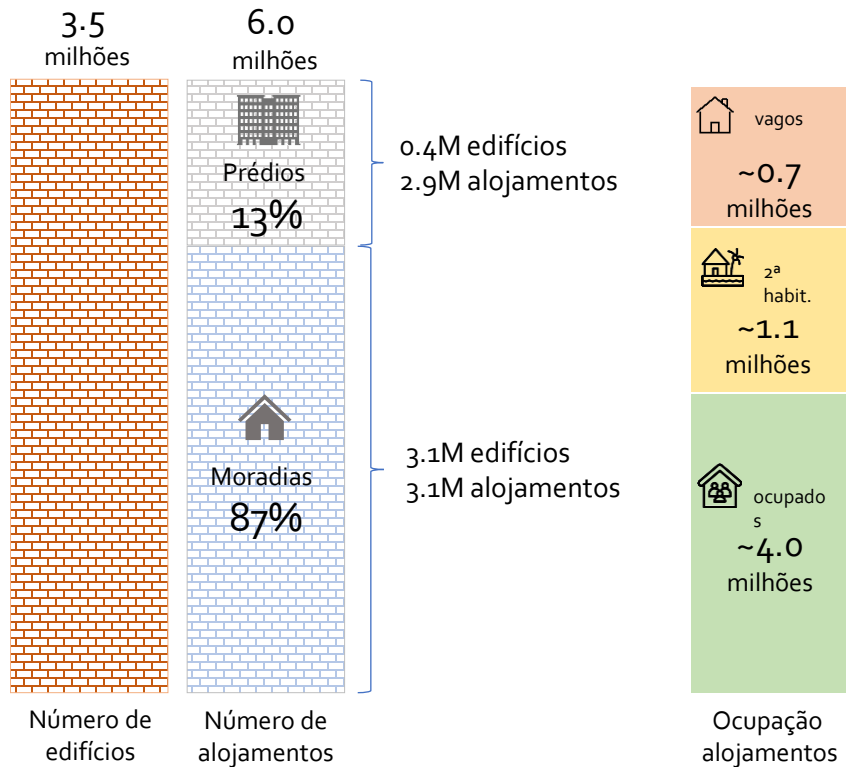 3.5
milhões
6.0
milhões
Prédios
13%
0.4M edifícios
2.9M alojamentos
Moradias
87%
3.1M edifícios
3.1M alojamentos
vagos
~0.7
milhões
2ª
habit.
~1.1
milhões
ocupado
s
~4.0
milhões
Número de
edifícios
Número de
alojamentos
Ocupação
alojamentos